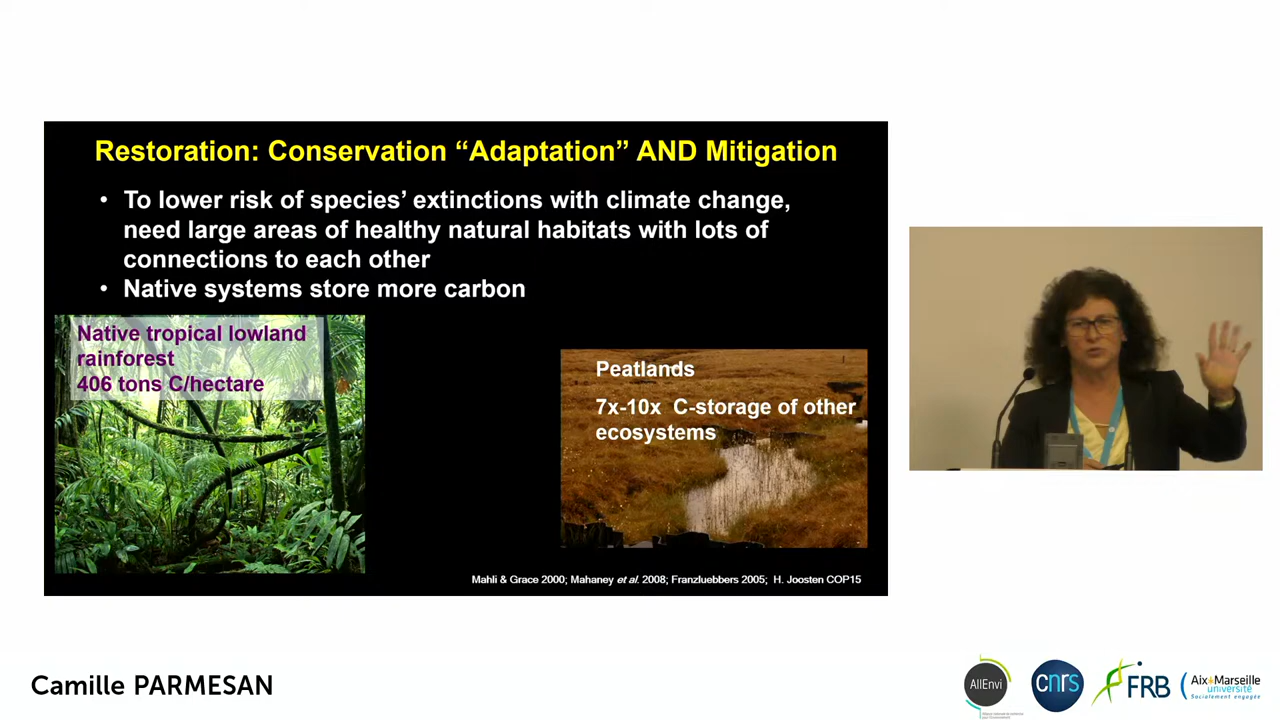 Restoration: Conservation “Adaptation” AND Mitigation
• To lower risk of species’ extinctions with climate change,
need large areas of healthy natural habitats with lots of
connections to each other
• Native systems store more carbon
Native tropical lowland
rainforest
406 tons C/hectare
Peatlands
7x-10x C-storage of other
ecosystems
Mahli & Grace 2000; Mahaney et al. 2008; Franzluebbers 2005; H. Joosten COP15
Camille PARMESAN
AllEnvi
cnrs
FRB
Aix*Marseille
université
Socialement engagée